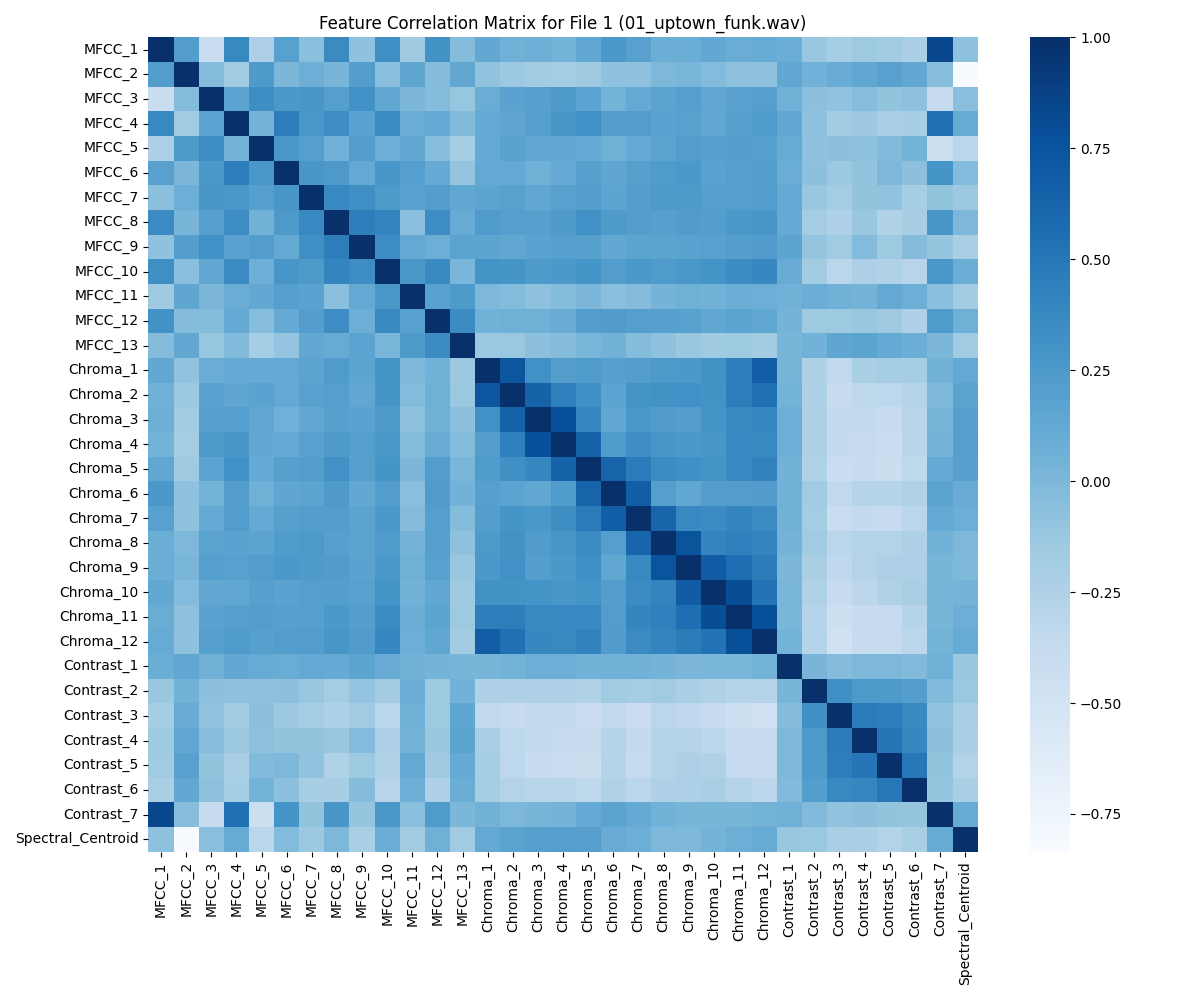 Feature Correlation Matrix for File 1 (01_uptown_funk.wav)
MFCC_1
MFCC_2
MFCC_3
MFCC_4
MFCC_5
MFCC_6
MFCC_7
MFCC_8
MFCC_9
MFCC_10
MFCC_11
MFCC_12
MFCC_13
Chroma_1
Chroma_2
Chroma_3
Chroma_4
Chroma_5
Chroma_6
Chroma_7
Chroma_8
Chroma_9
Chroma_10
Chroma_11
Chroma_12
Contrast_1
Contrast_2
Contrast_3
Contrast_4
Contrast_5
Contrast_6
Contrast_7
Spectral_Centroid
MFCC_1
MFCC_2
MFCC_3
MFCC_4
MFCC_5
MFCC_6
MFCC_7
MFCC_8
MFCC_9
MFCC_10
MFCC_11
MFCC_12
MFCC_13
Chroma_1
Chroma_2
Chroma_3
Chroma_4
Chroma_5
Chroma_6
Chroma_7
Chroma_8
Chroma_9
Chroma_10
Chroma_11
Chroma_12
Contrast_1
Contrast_2
Contrast_3
Contrast_4
Contrast_5
Contrast_6
Contrast_7
Spectral_Centroid
1.00
0.75
0.50
0.25
0.00
−0.25
−0.50
−0.75